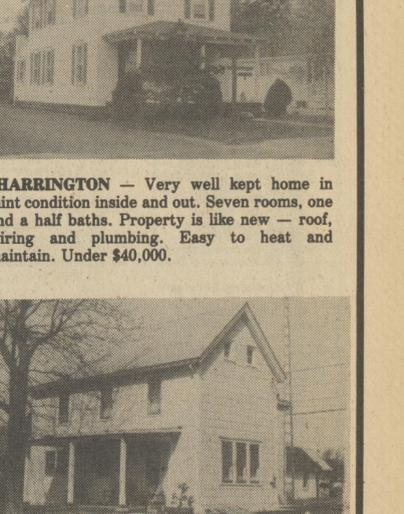 HARRINGTON — Very well kept home in
int condition inside and out. Seven rooms, one
nd a half baths. Property is like new — roof,
iring and plumbing. Easy to heat and
aintain. Under $40,000.